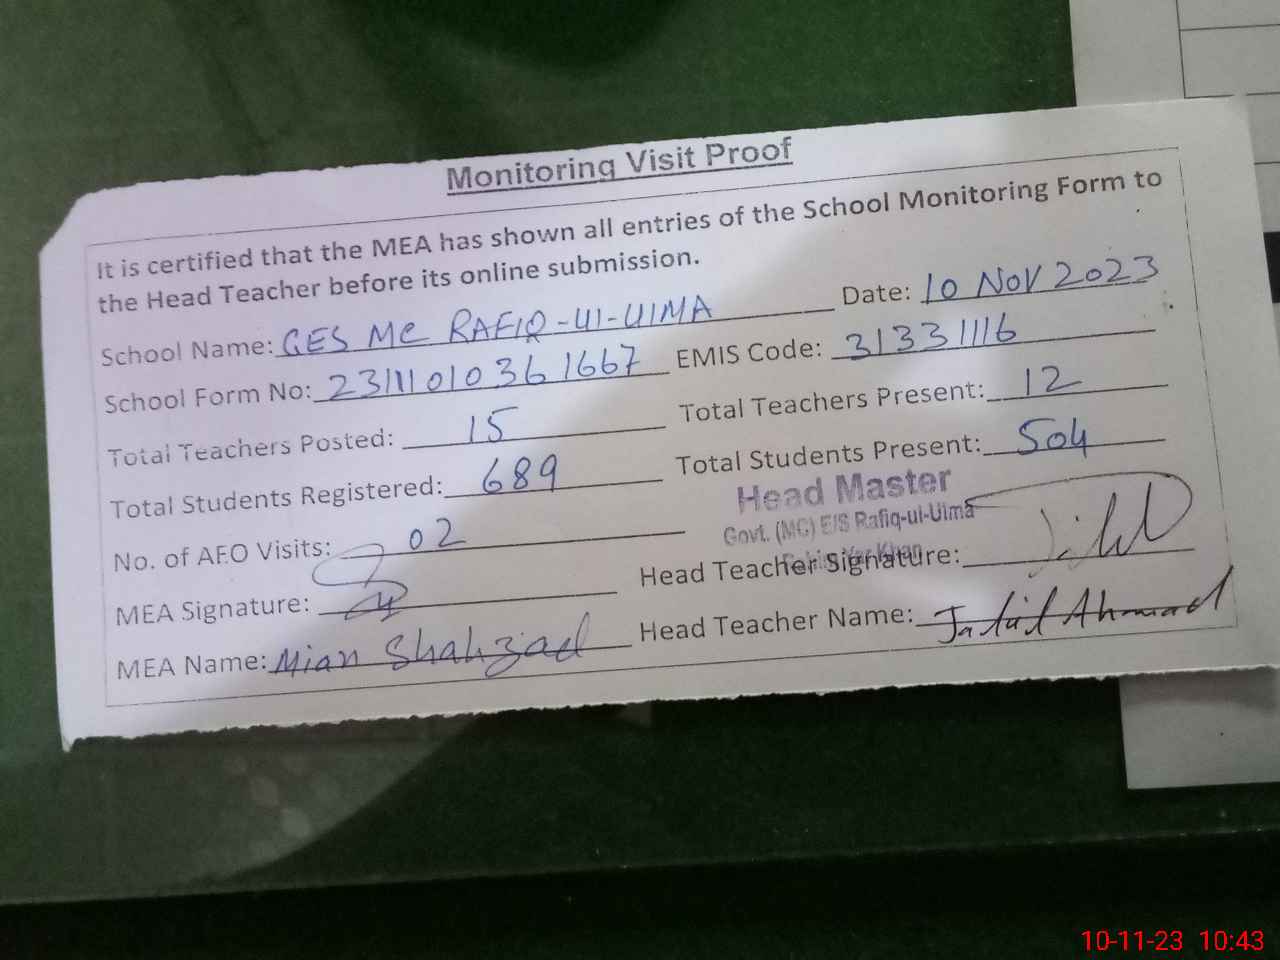 Monitoring Visit Proof
It is certified that the MEA has shown all entries of the School Monitoring Form to
the Head Teacher before its online submission.
School Name: GES MC RAFIQ-UI-UIMA Date: 10 Nov 2023
School Form No: 23111010361667 EMIS Code: 31331116
Total Teachers Posted: 15 Total Teachers Present: 12
Total Students Registered: 689 Total Students Present: 504
Head Master
Govt. (MC) E/S Rafiq-ul-Ulma
No. of AEO Visits: 02
MEA Signature: Head Teacher Signature:
MEA Name: Mian Shahzad Head Teacher Name: Ahmad
10-11-23 10:43